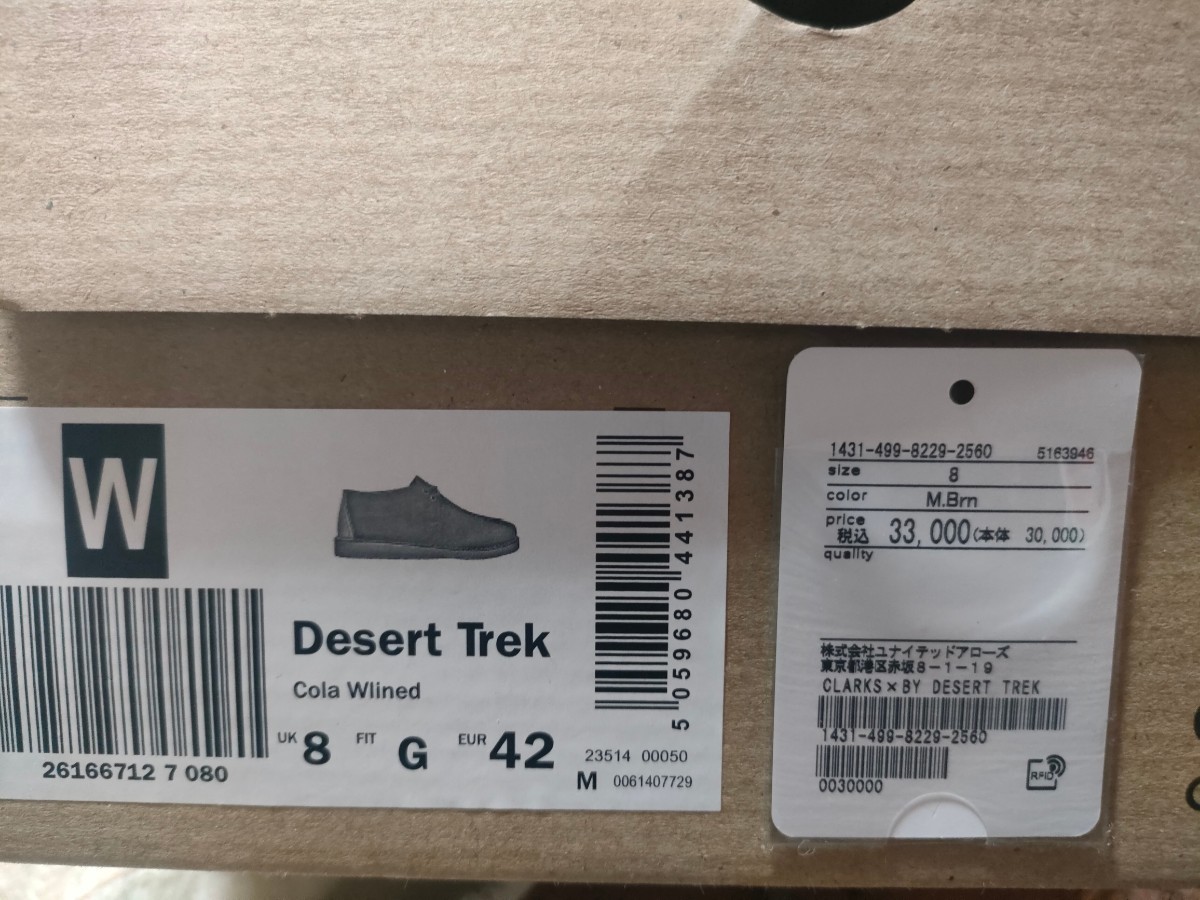 W
26166712 7 080
Desert Trek
Cola Wlined
UK 8 FIT G EUR 42
5 059680 441387
23514 00050
M 0061407729
1431-499-8229-2560 5163946
size 8
color M.Brn
price
税込 33,000(本体 30,000)
quality
株式会社ユナイテッドアローズ
東京都港区赤坂8-1-19
CLARKS×BY DESERT TREK
1431-499-8229-2560
0030000
RFID